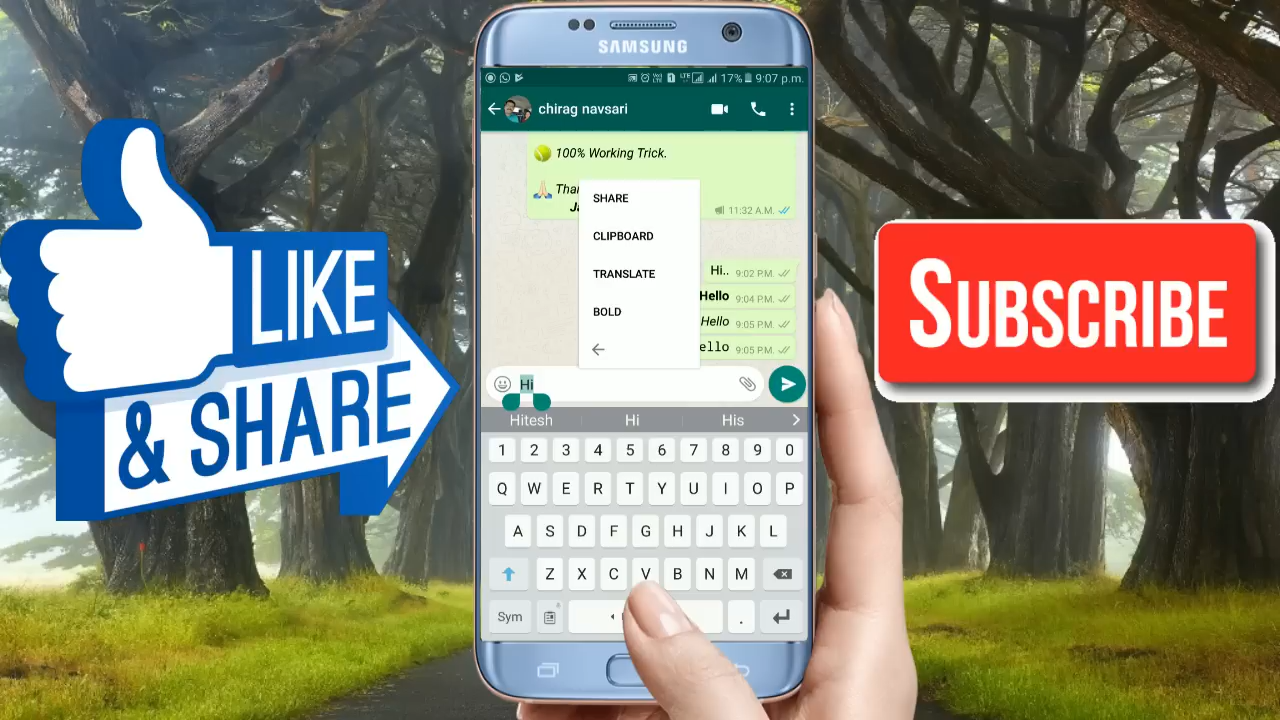 SAMSUNG
17% 9:07 p.m.
chirag navsari
100% Working Trick.
11:32 A.M.
SHARE
CLIPBOARD
TRANSLATE
BOLD
Hi.. 9:02 P.M.
Hello 9:04 P.M.
Hello 9:05 P.M.
ello 9:05 P.M.
Hi
Hitesh Hi His
1 2 3 4 5 6 7 8 9 0
Q W E R T Y U I O P
A S D F G H J K L
Z X C V B N M
Sym .
LIKE
& SHARE
SUBSCRIBE